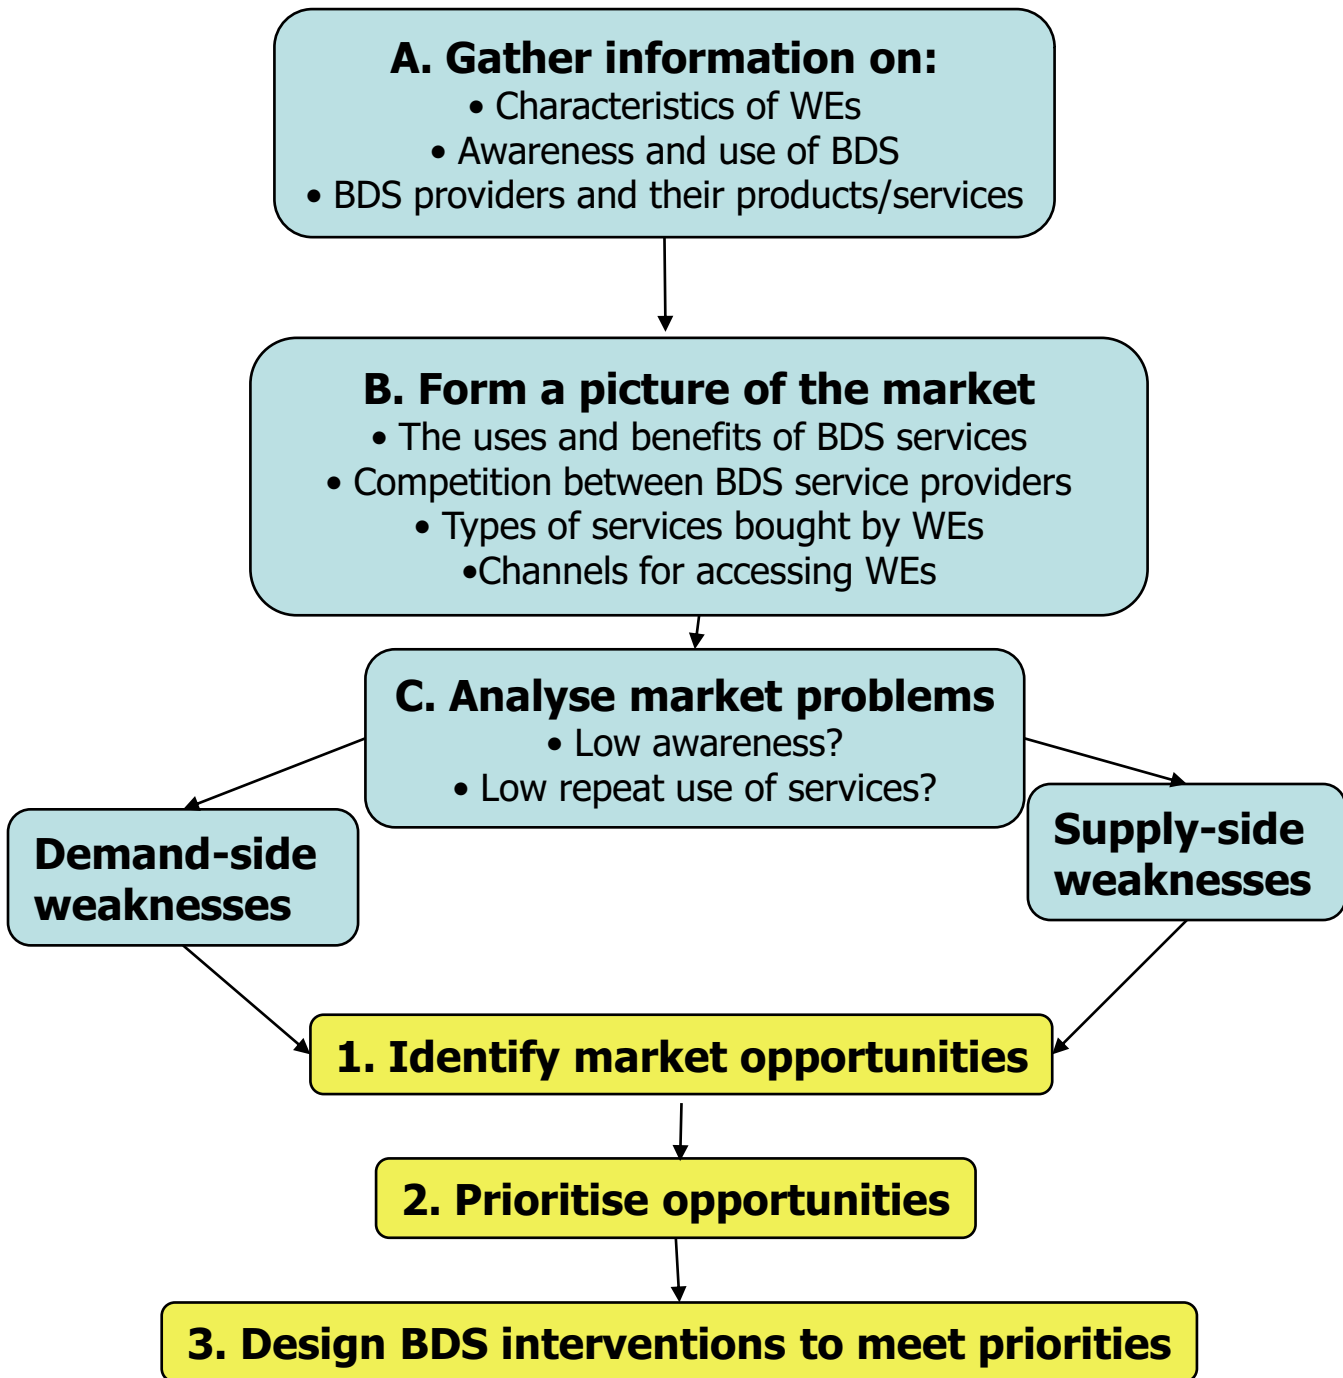 A. Gather information on:
• Characteristics of WEs
• Awareness and use of BDS
• BDS providers and their products/services
B. Form a picture of the market
• The uses and benefits of BDS services
• Competition between BDS service providers
• Types of services bought by WEs
•Channels for accessing WEs
C. Analyse market problems
• Low awareness?
• Low repeat use of services?
Demand-side
weaknesses
Supply-side
weaknesses
1. Identify market opportunities
2. Prioritise opportunities
3. Design BDS interventions to meet priorities